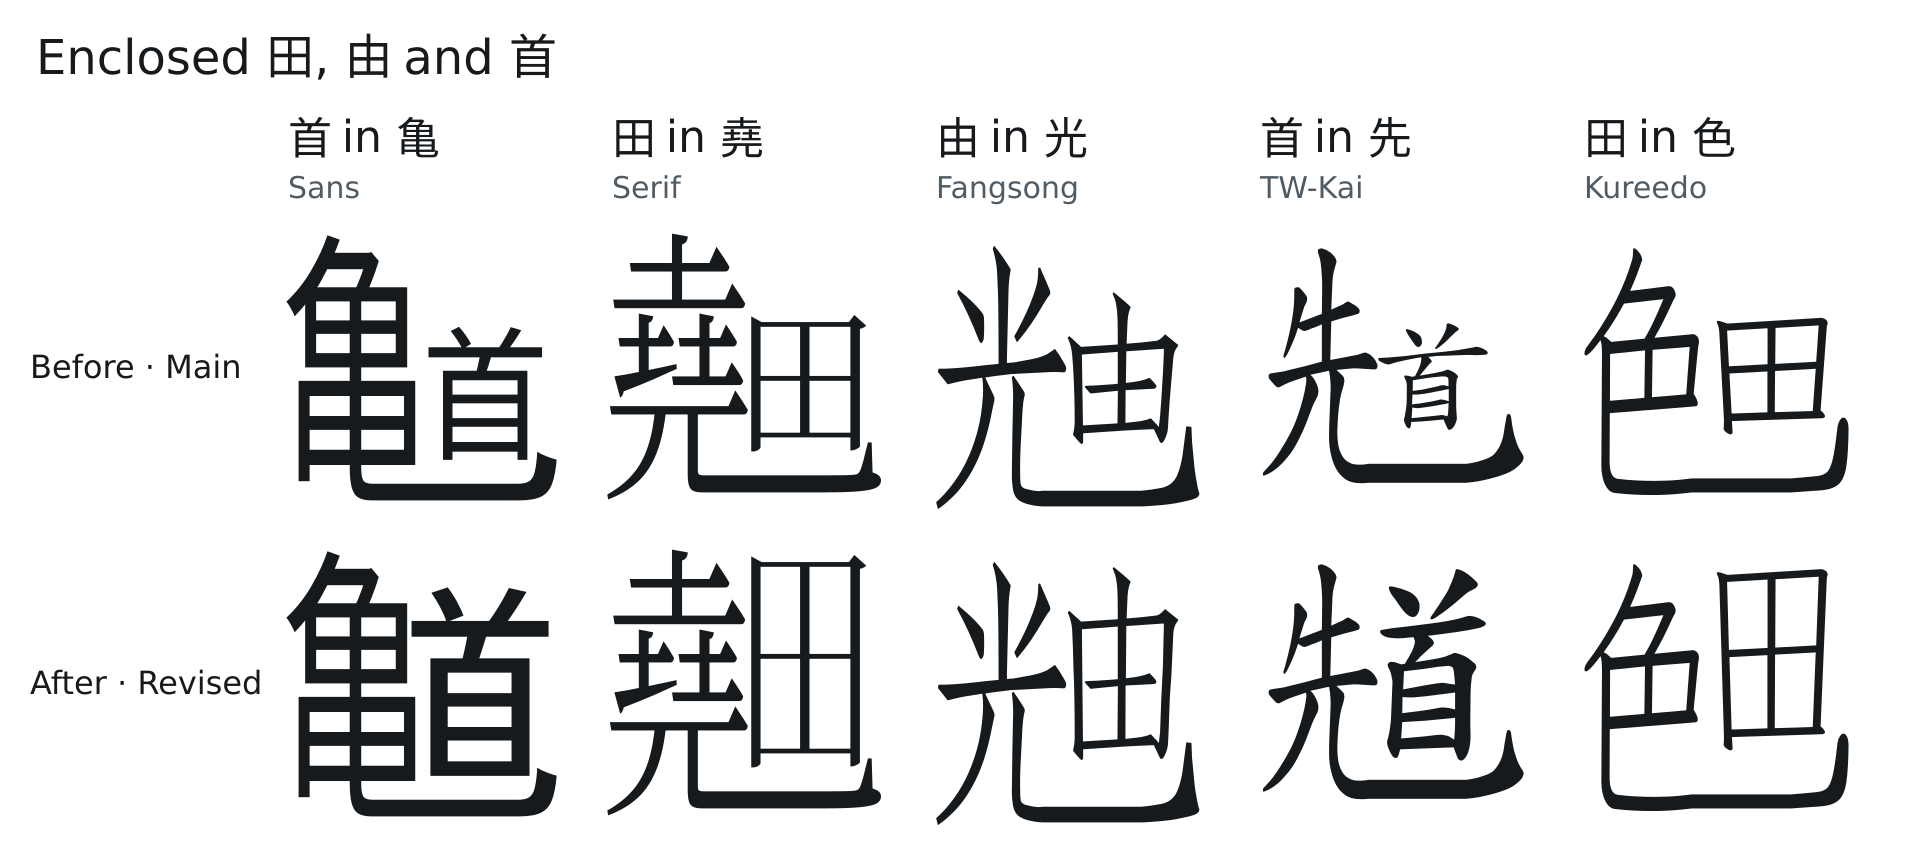 Enclosed 田, 由 and 首
首 in 亀 田 in 堯 由 in 光 首 in 先 田 in 色
Sans Serif Fangsong TW-Kai Kureedo
Before · Main
After · Revised